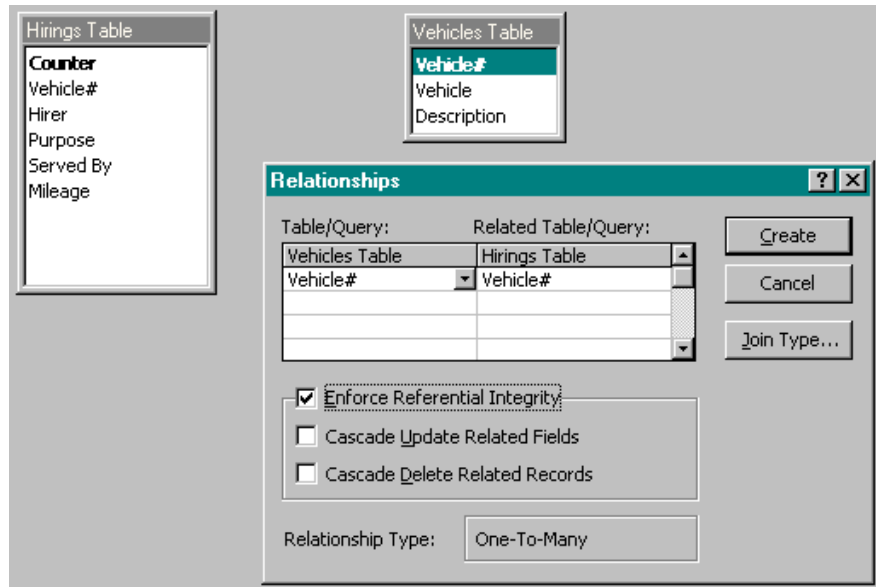 Hirings Table
Counter
Vehicle#
Hirer
Purpose
Served By
Mileage
Vehicles Table
Vehicle#
Vehicle
Description
Relationships
Table/Query: Related Table/Query:
Vehicles Table Hirings Table
Vehicle# Vehicle#
Create
Cancel
Join Type...
Enforce Referential Integrity
Cascade Update Related Fields
Cascade Delete Related Records
Relationship Type: One-To-Many